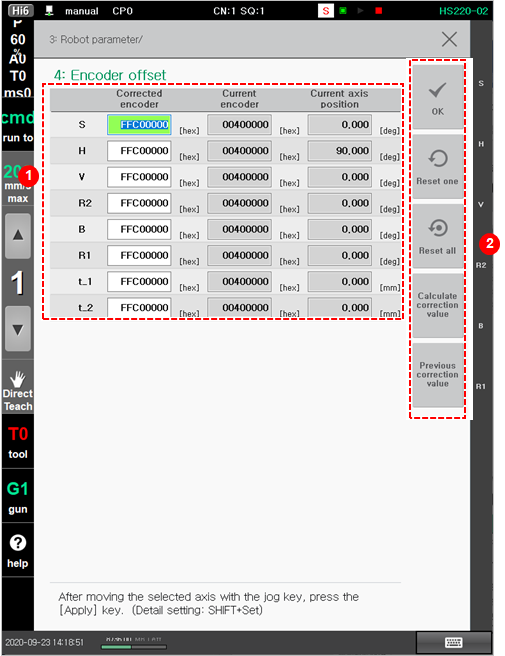 Hi6 manual CP0 CN:1 SQ:1 S HS220-02
60
%
T0
ms0
cmd
run to
mm/s
max
1
1
Direct
Teach
T0
tool
G1
gun
?
help
3: Robot parameter/
4: Encoder offset
Corrected encoder Current encoder Current axis position
S FFC00000 [hex] 00400000 [hex] 0,000 [deg]
H FFC00000 [hex] 00400000 [hex] 90,000 [deg]
V FFC00000 [hex] 00400000 [hex] 0,000 [deg]
R2 FFC00000 [hex] 00400000 [hex] 0,000 [deg]
B FFC00000 [hex] 00400000 [hex] 0,000 [deg]
R1 FFC00000 [hex] 00400000 [hex] 0,000 [deg]
t_1 FFC00000 [hex] 00400000 [hex] 0,000 [mm]
t_2 FFC00000 [hex] 00400000 [hex] 0,000 [mm]
OK
Reset one
Reset all
Calculate
correction
value
Previous
correction
value
2
S
H
V
R2
B
R1
After moving the selected axis with the jog key, press the
[Apply] key. (Detail setting: SHIFT+Set)
2020-09-23 14:18:51